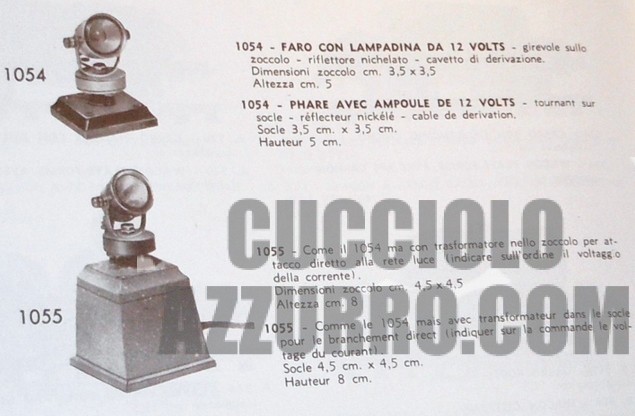 1054
1054 - FARO CON LAMPADINA DA 12 VOLTS - girevole sullo
zoccolo - riflettore nichelato - cavetto di derivazione.
Dimensioni zoccolo cm. 3,5 x 3,5
Altezza cm. 5
1054 - PHARE AVEC AMPOULE DE 12 VOLTS - tournant sur
socle - réflecteur nickélé - cable de derivation.
Socle 3,5 cm. x 3,5 cm.
Hauteur 5 cm.
CUCCIOLO
AZZURRO.COM
1055
1055 - Come il 1054 ma con trasformatore nello zoccolo per at-
tacco diretto alla rete luce (indicare sull'ordine il voltaggio
della corrente).
Dimensioni zoccolo cm. 4,5 x 4,5
Altezza cm. 8
1055 - Comme le 1054 mais avec transformateur dans le socle
pour le branchement direct (indiquer sur la commande le vol-
tage du courant).
Socle 4,5 cm. x 4,5 cm.
Hauteur 8 cm.